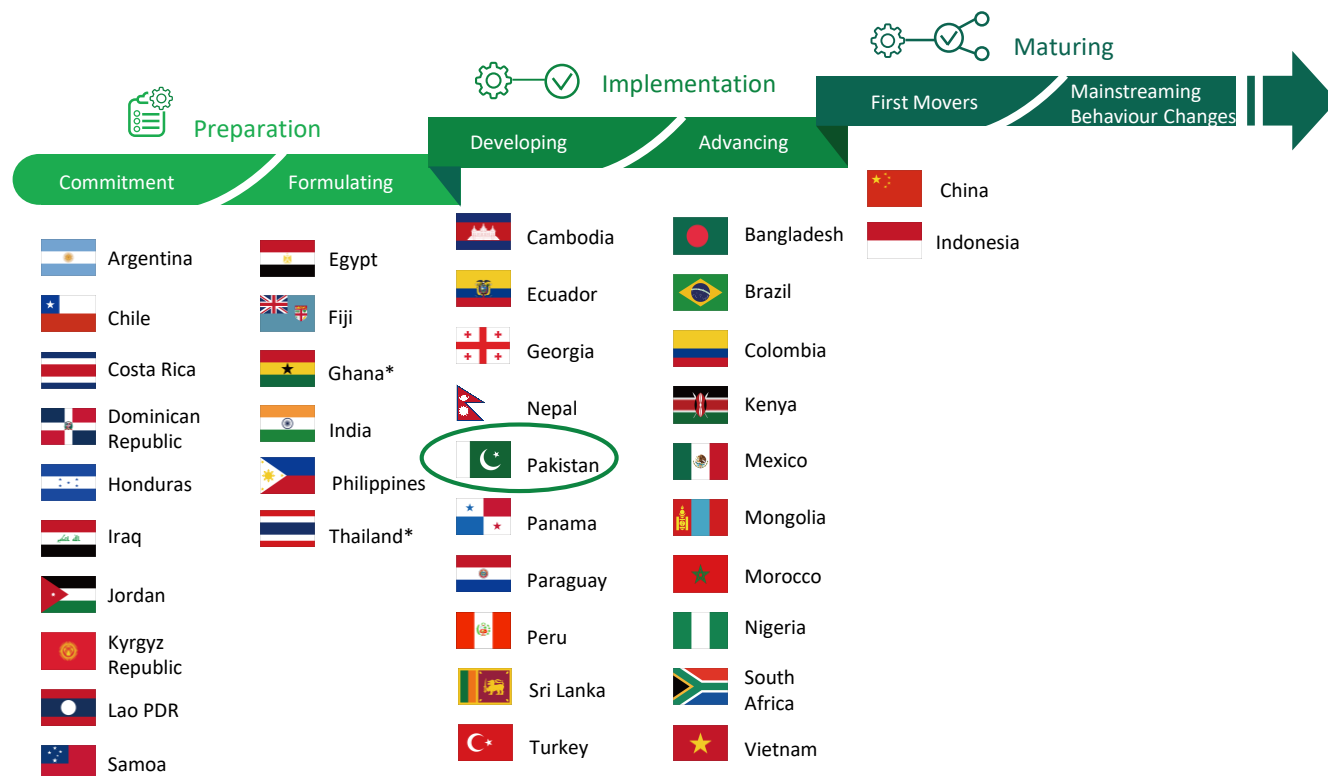 Preparation
Implementation
Maturing
Commitment
Formulating
Developing
Advancing
First Movers
Mainstreaming
Behaviour Changes
Argentina
Chile
Costa Rica
Dominican
Republic
Honduras
Iraq
Jordan
Kyrgyz
Republic
Lao PDR
Samoa
Egypt
Fiji
Ghana*
India
Philippines
Thailand*
Cambodia
Ecuador
Georgia
Nepal
Pakistan
Panama
Paraguay
Peru
Sri Lanka
Turkey
Bangladesh
Brazil
Colombia
Kenya
Mexico
Mongolia
Morocco
Nigeria
South
Africa
Vietnam
China
Indonesia